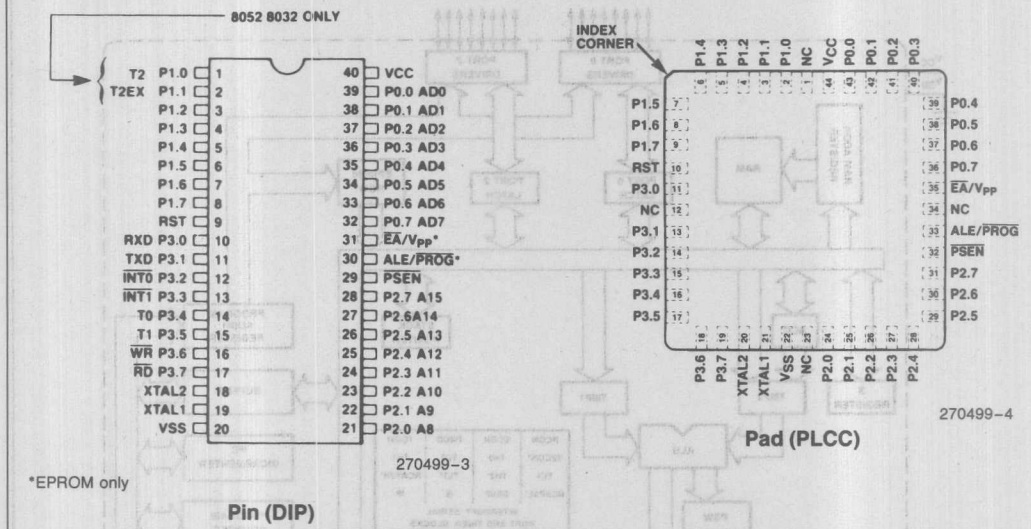 8052 8032 ONLY
T2 P1.0 1
T2EX P1.1 2
P1.2 3
P1.3 4
P1.4 5
P1.5 6
P1.6 7
P1.7 8
RST 9
RXD P3.0 10
TXD P3.1 11
INT0 P3.2 12
INT1 P3.3 13
T0 P3.4 14
T1 P3.5 15
WR P3.6 16
RD P3.7 17
XTAL2 18
XTAL1 19
VSS 20
40 VCC
39 P0.0 AD0
38 P0.1 AD1
37 P0.2 AD2
36 P0.3 AD3
35 P0.4 AD4
34 P0.5 AD5
33 P0.6 AD6
32 P0.7 AD7
31 EA/VPP*
30 ALE/PROG*
29 PSEN
28 P2.7 A15
27 P2.6A14
26 P2.5 A13
25 P2.4 A12
24 P2.3 A11
23 P2.2 A10
22 P2.1 A9
21 P2.0 A8
270499-3
*EPROM only
Pin (DIP)
INDEX
CORNER
P1.4 P1.3 P1.2 P1.1 P1.0 NC VCC P0.0 P0.1 P0.2 P0.3
6 5 4 3 2 1 44 43 42 41 40
P1.5 7
P1.6 8
P1.7 9
RST 10
P3.0 11
NC 12
P3.1 13
P3.2 14
P3.3 15
P3.4 16
P3.5 17
39 P0.4
38 P0.5
37 P0.6
36 P0.7
35 EA/VPP
34 NC
33 ALE/PROG
32 PSEN
31 P2.7
30 P2.6
29 P2.5
18 19 20 21 22 23 24 25 26 27 28
P3.6 P3.7 XTAL2 XTAL1 VSS NC P2.0 P2.1 P2.2 P2.3 P2.4
270499-4
Pad (PLCC)